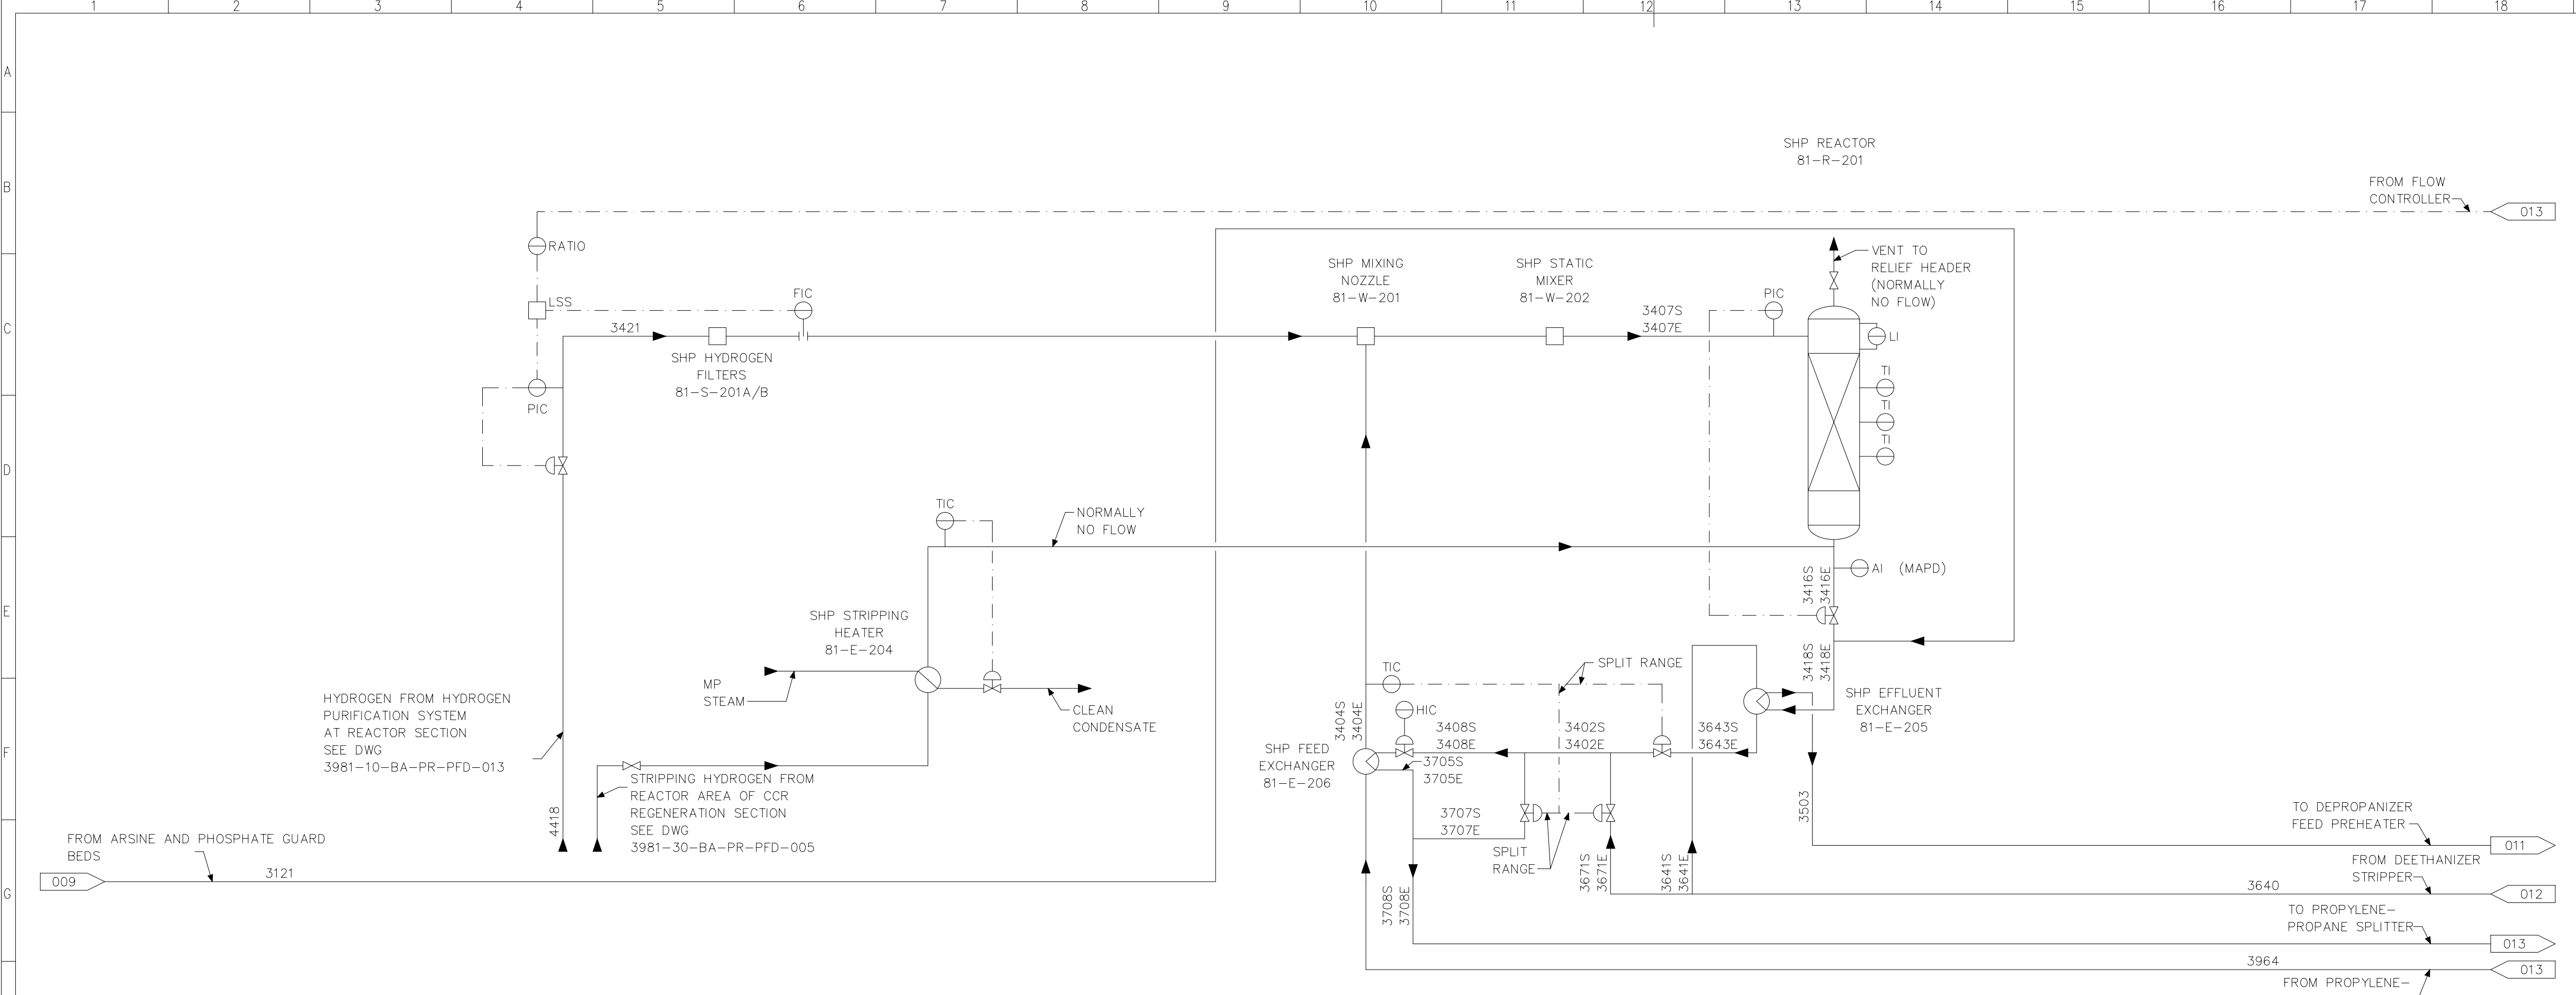 1 2 3 4 5 6 7 8 9 10 11 12 13 14 15 16 17 18
A
B
C
D
E
F
G
SHP REACTOR
81-R-201
FROM FLOW
CONTROLLER
013
RATIO
LSS
FIC
3421
SHP HYDROGEN
FILTERS
81-S-201A/B
PIC
SHP MIXING
NOZZLE
81-W-201
SHP STATIC
MIXER
81-W-202
3407S
3407E
PIC
VENT TO
RELIEF HEADER
(NORMALLY
NO FLOW)
LI
TI
TI
TI
TIC
NORMALLY
NO FLOW
AI (MAPD)
3416S
3416E
SHP STRIPPING
HEATER
81-E-204
MP
STEAM
CLEAN
CONDENSATE
HYDROGEN FROM HYDROGEN
PURIFICATION SYSTEM
AT REACTOR SECTION
SEE DWG
3981-10-BA-PR-PFD-013
4418
STRIPPING HYDROGEN FROM
REACTOR AREA OF CCR
REGENERATION SECTION
SEE DWG
3981-30-BA-PR-PFD-005
FROM ARSINE AND PHOSPHATE GUARD
BEDS
009
3121
TIC
SPLIT RANGE
3418S
3418E
SHP EFFLUENT
EXCHANGER
81-E-205
3404S
3404E
HIC
3408S
3408E
3402S
3402E
3643S
3643E
SHP FEED
EXCHANGER
81-E-206
3705S
3705E
3707S
3707E
SPLIT
RANGE
3503
3671S
3671E
3641S
3641E
3708S
3708E
TO DEPROPANIZER
FEED PREHEATER
011
FROM DEETHANIZER
STRIPPER
3640
012
TO PROPYLENE-
PROPANE SPLITTER
013
3964
013
FROM PROPYLENE-